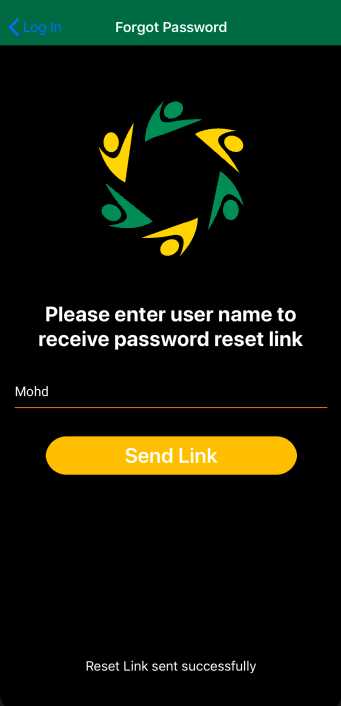 Log In
Forgot Password
Please enter user name to
receive password reset link
Mohd
Send Link
Reset Link sent successfully